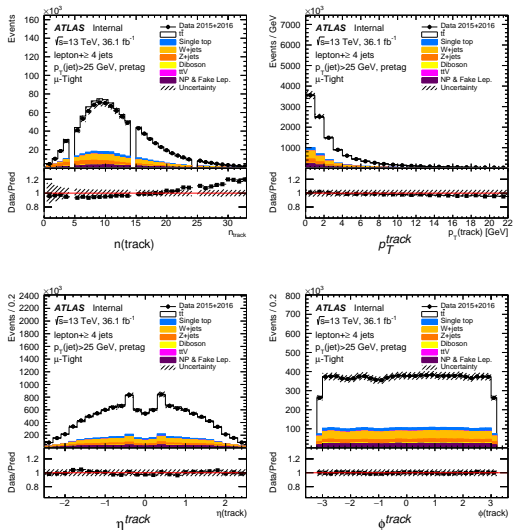 Events
×10³
160
140
120
100
80
60
40
20
ATLAS Internal
√s=13 TeV, 36.1 fb⁻¹
lepton+≥ 4 jets
p_T(jet)>25 GeV, pretag
μ-Tight
Data 2015+2016
tt̄
Single top
W+jets
Z+jets
Diboson
ttV
NP & Fake Lep.
Uncertainty
Data/Pred
1.2
1
0.8
0 5 10 15 20 25 30
n_track
n(track)
Events / GeV
×10³
7000
6000
5000
4000
3000
2000
1000
ATLAS Internal
√s=13 TeV, 36.1 fb⁻¹
lepton+≥ 4 jets
p_T(jet)>25 GeV, pretag
μ-Tight
Data 2015+2016
tt̄
Single top
W+jets
Z+jets
Diboson
ttV
NP & Fake Lep.
Uncertainty
Data/Pred
1.2
1
0.8
0 2 4 6 8 10 12 14 16 18 20 22
p_T(track) [GeV]
p_T^track
Events / 0.2
×10³
2400
2200
2000
1800
1600
1400
1200
1000
800
600
400
200
ATLAS Internal
√s=13 TeV, 36.1 fb⁻¹
lepton+≥ 4 jets
p_T(jet)>25 GeV, pretag
μ-Tight
Data 2015+2016
tt̄
Single top
W+jets
Z+jets
Diboson
ttV
NP & Fake Lep.
Uncertainty
Data/Pred
1.2
1
0.8
−2 −1 0 1 2
η(track)
η^track
Events / 0.2
×10³
800
700
600
500
400
300
200
100
ATLAS Internal
√s=13 TeV, 36.1 fb⁻¹
lepton+≥ 4 jets
p_T(jet)>25 GeV, pretag
μ-Tight
Data 2015+2016
tt̄
Single top
W+jets
Z+jets
Diboson
ttV
NP & Fake Lep.
Uncertainty
Data/Pred
1.2
1
0.8
−3 −2 −1 0 1 2 3
ϕ(track)
ϕ^track